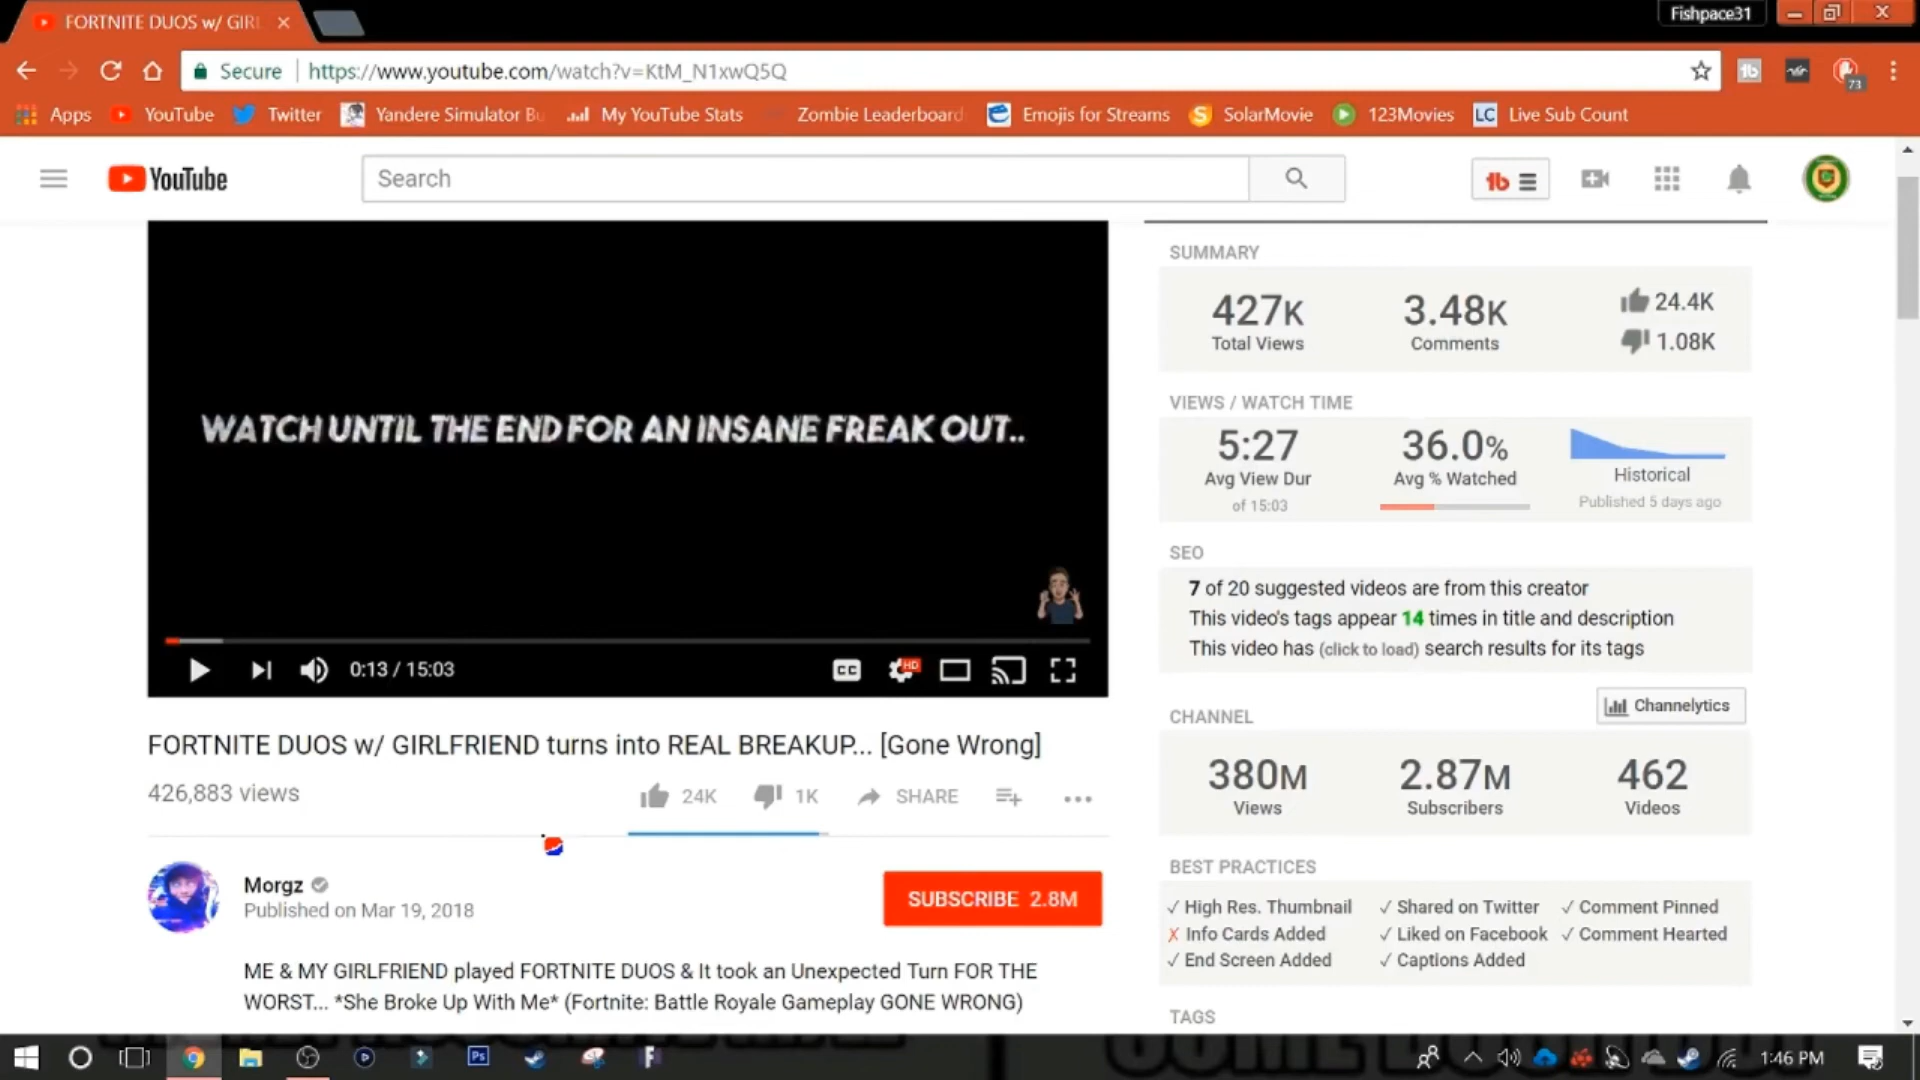 FORTNITE DUOS w/ GIRL
Fishpace31
Secure
https://www.youtube.com/watch?v=KtM_N1xwQ5Q
73
Apps YouTube Twitter Yandere Simulator Bu My YouTube Stats Zombie Leaderboard Emojis for Streams SolarMovie 123Movies LC Live Sub Count
YouTube
Search
WATCH UNTIL THE END FOR AN INSANE FREAK OUT..
CC
HD
0:13 / 15:03
FORTNITE DUOS w/ GIRLFRIEND turns into REAL BREAKUP... [Gone Wrong]
426,883 views
24K 1K SHARE
Morgz
Published on Mar 19, 2018
SUBSCRIBE 2.8M
ME & MY GIRLFRIEND played FORTNITE DUOS & It took an Unexpected Turn FOR THE
WORST... *She Broke Up With Me* (Fortnite: Battle Royale Gameplay GONE WRONG)
SUMMARY
427K 3.48K 24.4K
Total Views Comments 1.08K
VIEWS / WATCH TIME
5:27 36.0%
Avg View Dur Avg % Watched Historical
of 15:03 Published 5 days ago
SEO
7 of 20 suggested videos are from this creator
This video's tags appear 14 times in title and description
This video has (click to load) search results for its tags
CHANNEL
Channelytics
380M 2.87M 462
Views Subscribers Videos
BEST PRACTICES
✓ High Res. Thumbnail ✓ Shared on Twitter ✓ Comment Pinned
✗ Info Cards Added ✓ Liked on Facebook ✓ Comment Hearted
✓ End Screen Added ✓ Captions Added
TAGS
Ps
1:46 PM